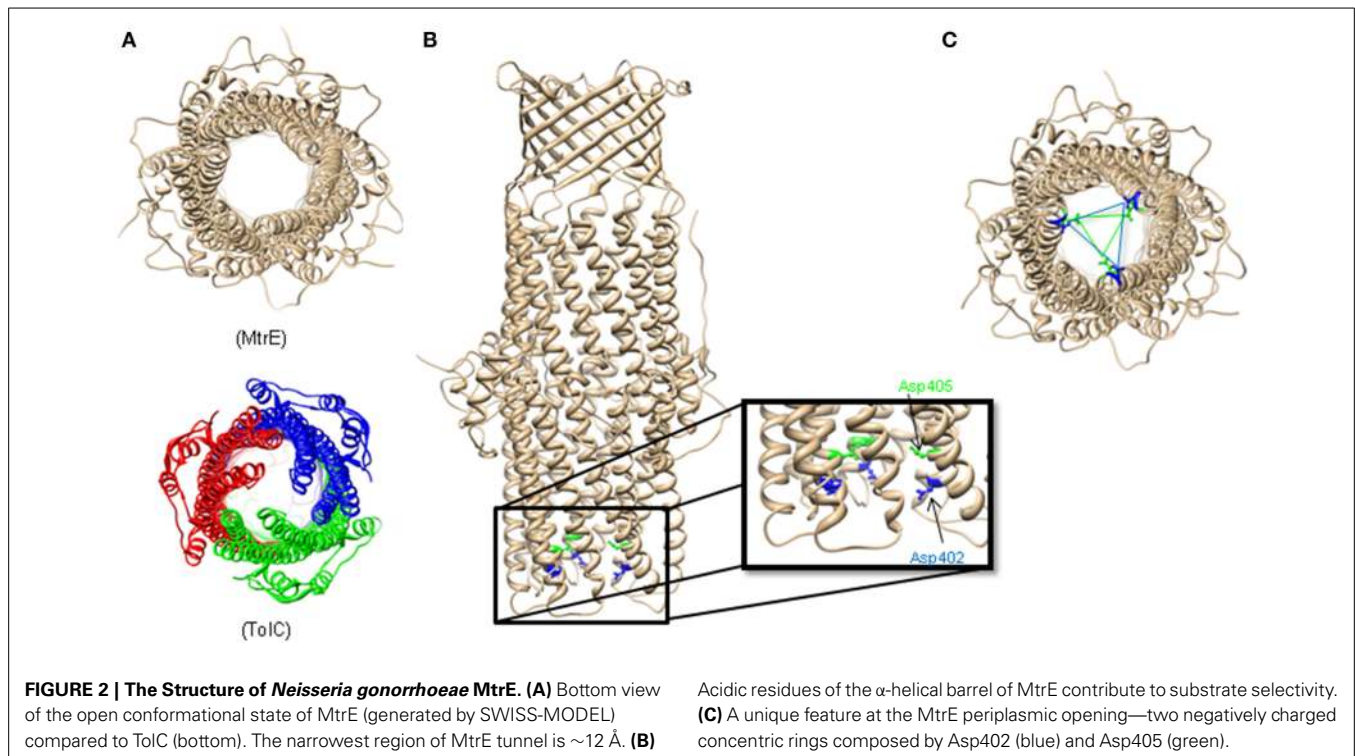 A
B
C
(MtrE)
(TolC)
Asp405
Asp402
FIGURE 2 | The Structure of Neisseria gonorrhoeae MtrE. (A) Bottom view
of the open conformational state of MtrE (generated by SWISS-MODEL)
compared to TolC (bottom). The narrowest region of MtrE tunnel is ~12 Å. (B)
Acidic residues of the α-helical barrel of MtrE contribute to substrate selectivity.
(C) A unique feature at the MtrE periplasmic opening—two negatively charged
concentric rings composed by Asp402 (blue) and Asp405 (green).